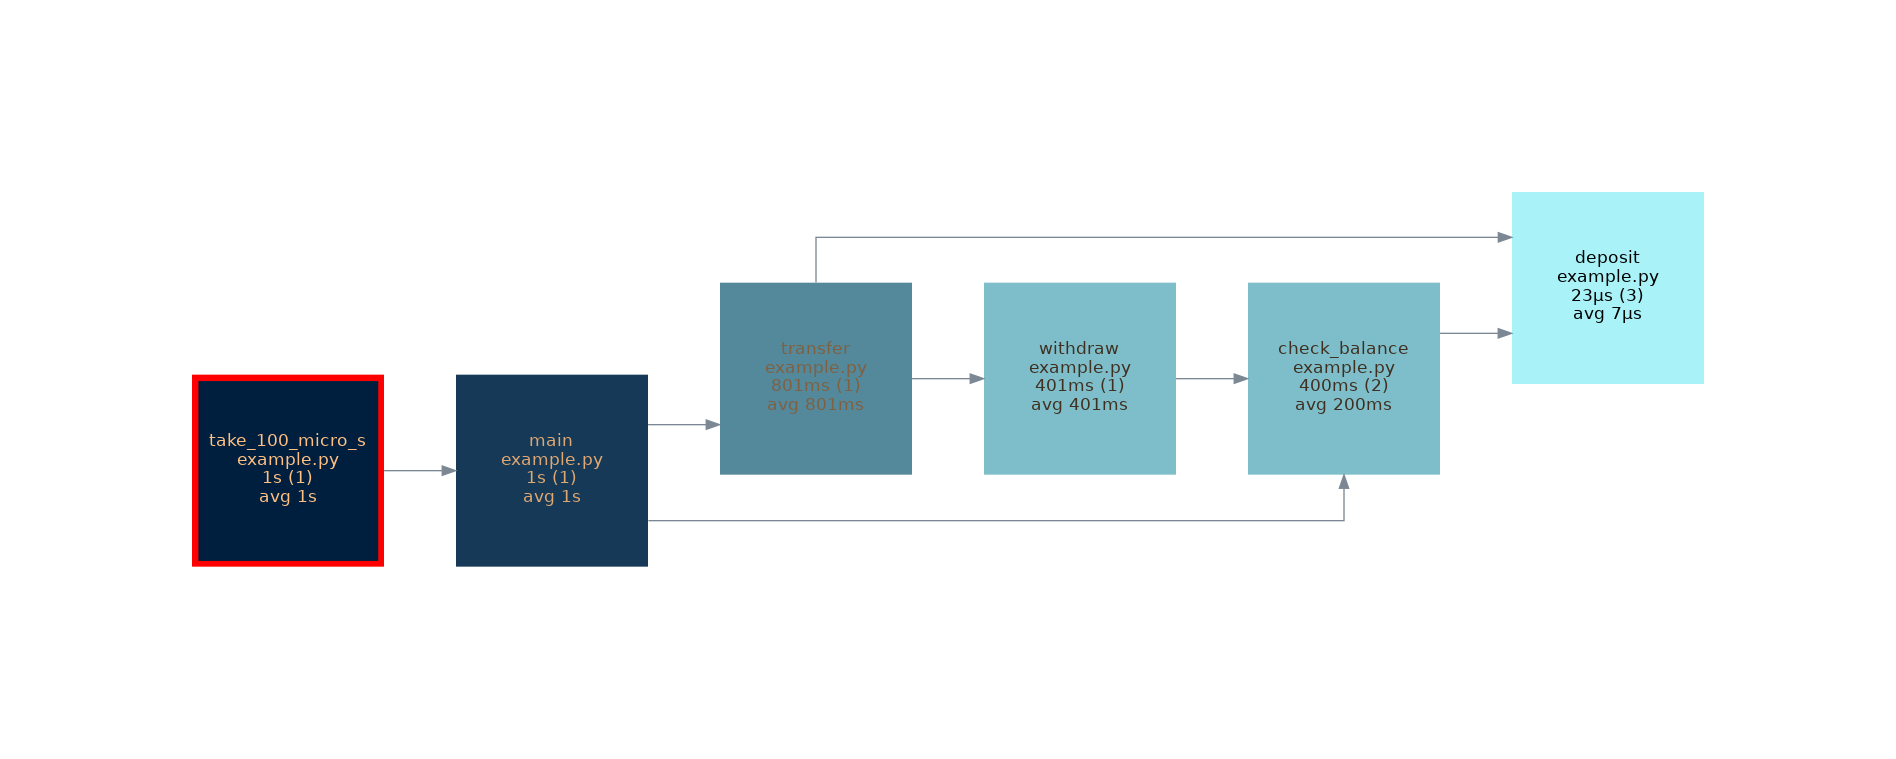 take_100_micro_s
example.py
1s (1)
avg 1s
main
example.py
1s (1)
avg 1s
transfer
example.py
801ms (1)
avg 801ms
withdraw
example.py
401ms (1)
avg 401ms
check_balance
example.py
400ms (2)
avg 200ms
deposit
example.py
23µs (3)
avg 7µs